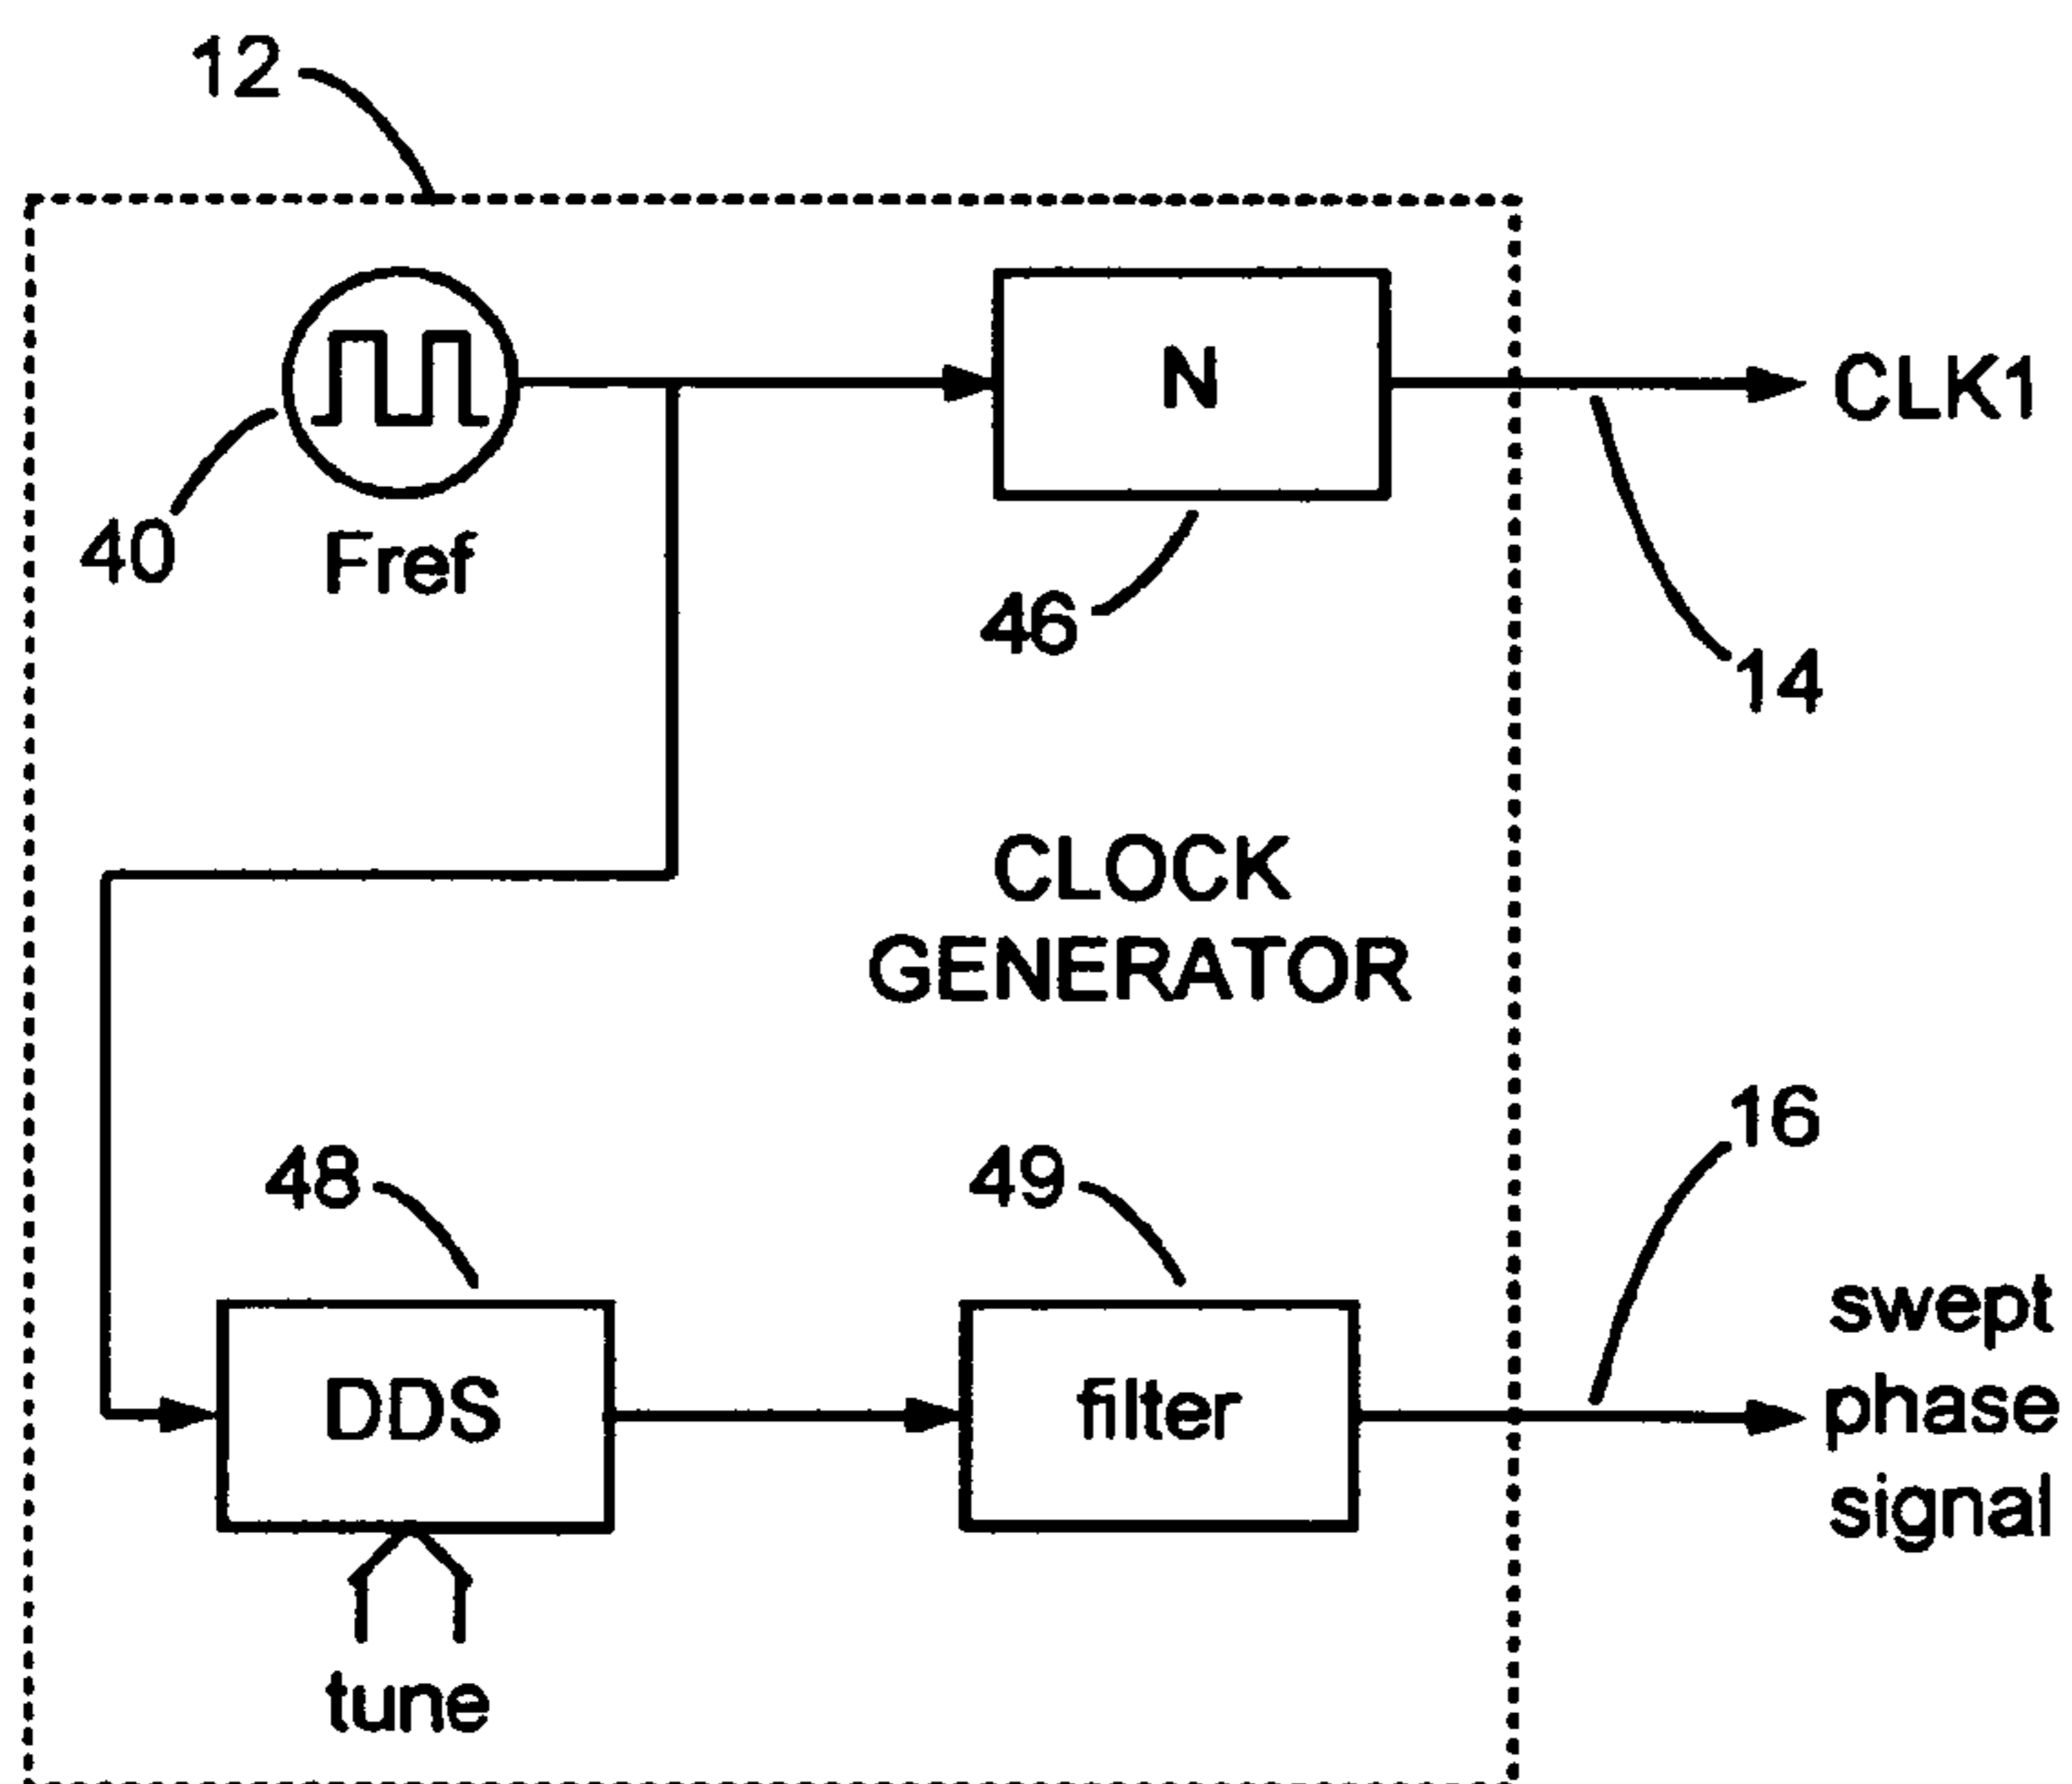 12
N
CLK1
40
Fref
46
14
CLOCK
GENERATOR
16
48
49
swept
phase
signal
DDS
filter
tune